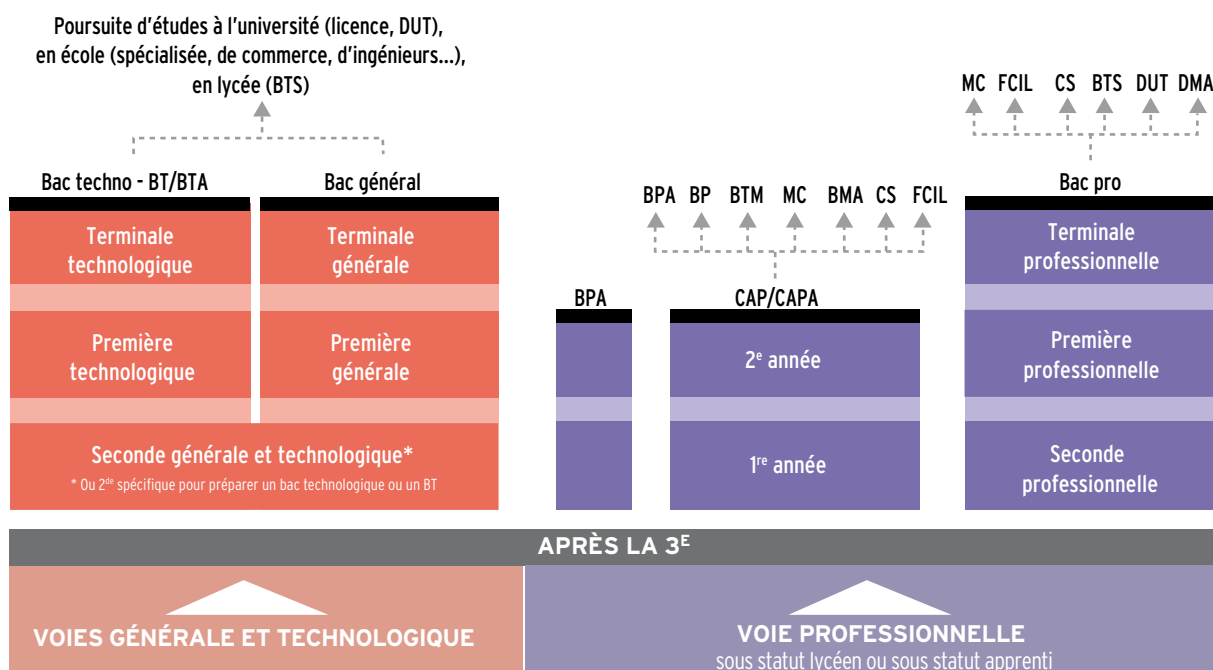 Poursuite d'études à l'université (licence, DUT),
en école (spécialisée, de commerce, d'ingénieurs...),
en lycée (BTS)
MC FCIL CS BTS DUT DMA
Bac techno - BT/BTA
Bac général
BPA BP BTM MC BMA CS FCIL
Bac pro
Terminale
technologique
Terminale
générale
Terminale
professionnelle
BPA
CAP/CAPA
Première
technologique
Première
générale
2e année
Première
professionnelle
Seconde générale et technologique*
* Ou 2de spécifique pour préparer un bac technologique ou un BT
1re année
Seconde
professionnelle
APRÈS LA 3E
VOIES GÉNÉRALE ET TECHNOLOGIQUE
VOIE PROFESSIONNELLE
sous statut lycéen ou sous statut apprenti